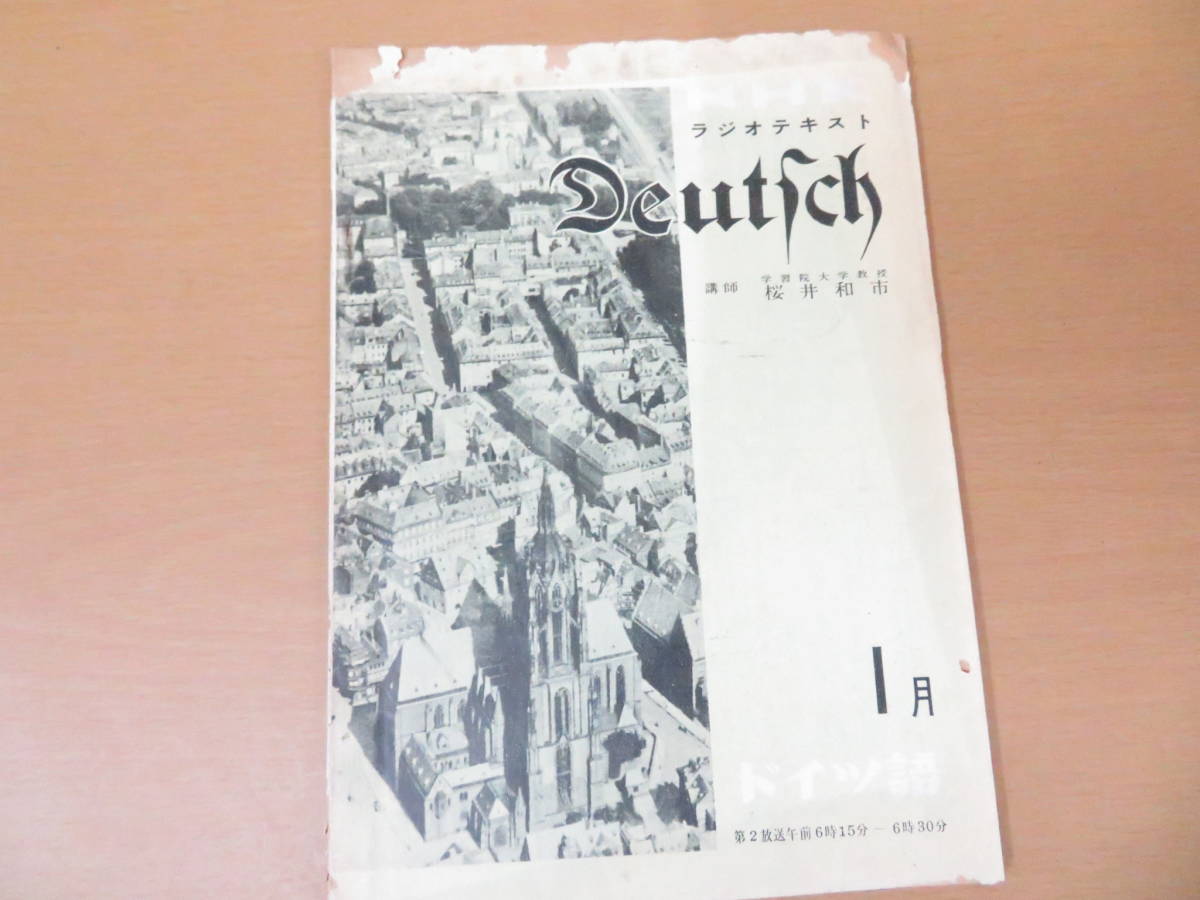 NHK
ラジオテキスト
Deutſch
学習院大学教授
講師 桜井和市
1月
ドイツ語
第2放送午前6時15分—6時30分